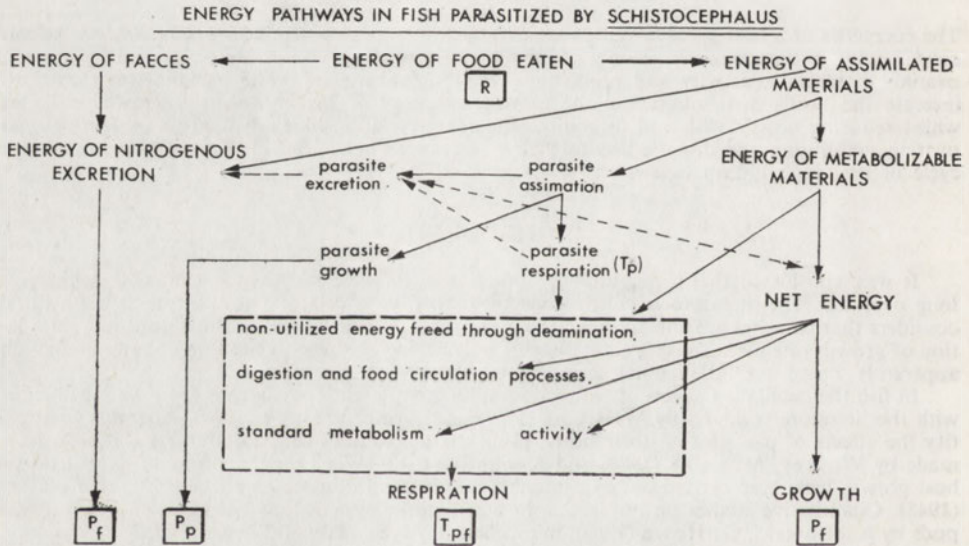 ENERGY PATHWAYS IN FISH PARASITIZED BY SCHISTOCEPHALUS
ENERGY OF FAECES
ENERGY OF FOOD EATEN
ENERGY OF ASSIMILATED
MATERIALS
R
ENERGY OF NITROGENOUS
EXCRETION
parasite
excretion
parasite
assimation
ENERGY OF METABOLIZABLE
MATERIALS
parasite
growth
parasite
respiration (Tp)
NET ENERGY
non-utilized energy freed through deamination
digestion and food circulation processes.
standard metabolism
activity
RESPIRATION
GROWTH
Pf
Pp
Tpf
Pf